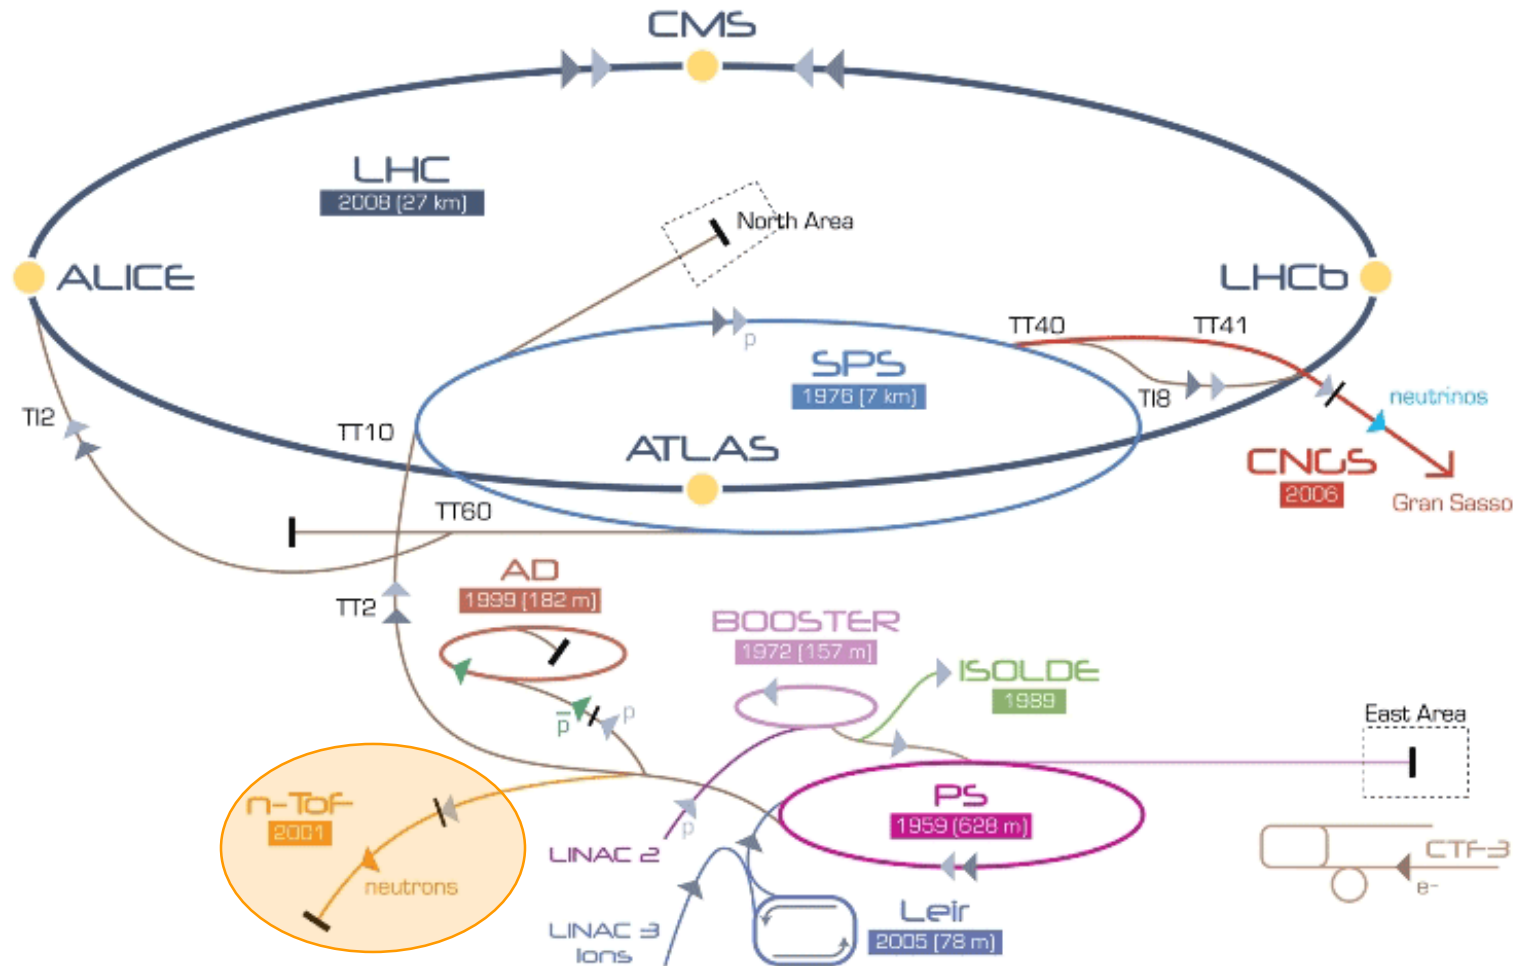 CMS
LHC
2008 (27 km)
North Area
ALICE
LHCb
TT40
TT41
p
SPS
1976 (7 km)
TI8
neutrinos
TI2
TT10
ATLAS
CNGS
2006
Gran Sasso
TT60
AD
1999 (182 m)
TT2
BOOSTER
1972 (157 m)
ISOLDE
1989
p̅
p
East Area
n-ToF
2001
PS
1959 (628 m)
p
LINAC 2
neutrons
CTF-3
e-
Leir
2005 (78 m)
LINAC 3
Ions